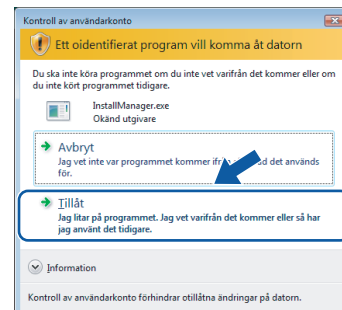 Kontroll av användarkonto
Ett oidentifierat program vill komma åt datorn
Du ska inte köra programmet om du inte vet varifrån det kommer eller om
du inte kört programmet tidigare.
InstallManager.exe
Okänd utgivare
Avbryt
Jag vet inte var programmet kommer ifrån det används
för.
Tillåt
Jag litar på programmet. Jag vet varifrån det kommer eller så har
jag använt det tidigare.
Information
Kontroll av användarkonto förhindrar otillåtna ändringar på datorn.